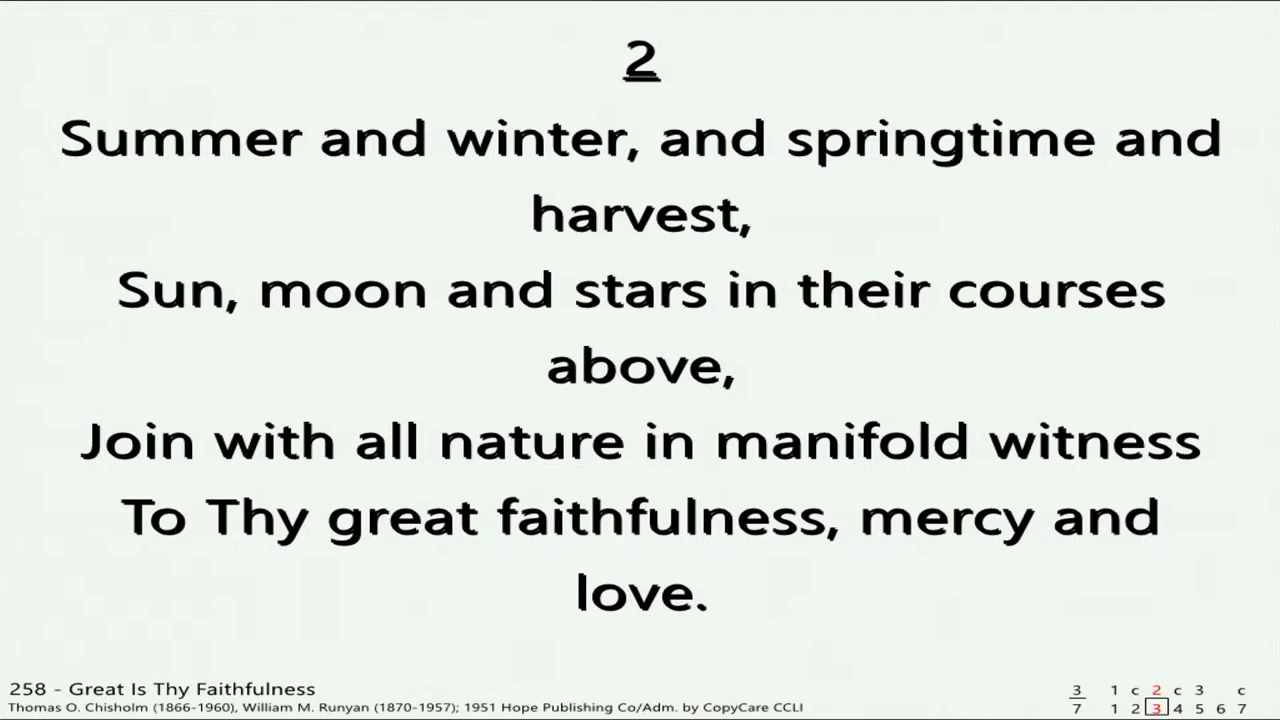 2
Summer and winter, and springtime and
harvest,
Sun, moon and stars in their courses
above,
Join with all nature in manifold witness
To Thy great faithfulness, mercy and
love.
258 - Great Is Thy Faithfulness
Thomas O. Chisholm (1866-1960), William M. Runyan (1870-1957); 1951 Hope Publishing Co/Adm. by CopyCare CCLI
3 1 c 2 c 3 c
7 1 2 3 4 5 6 7